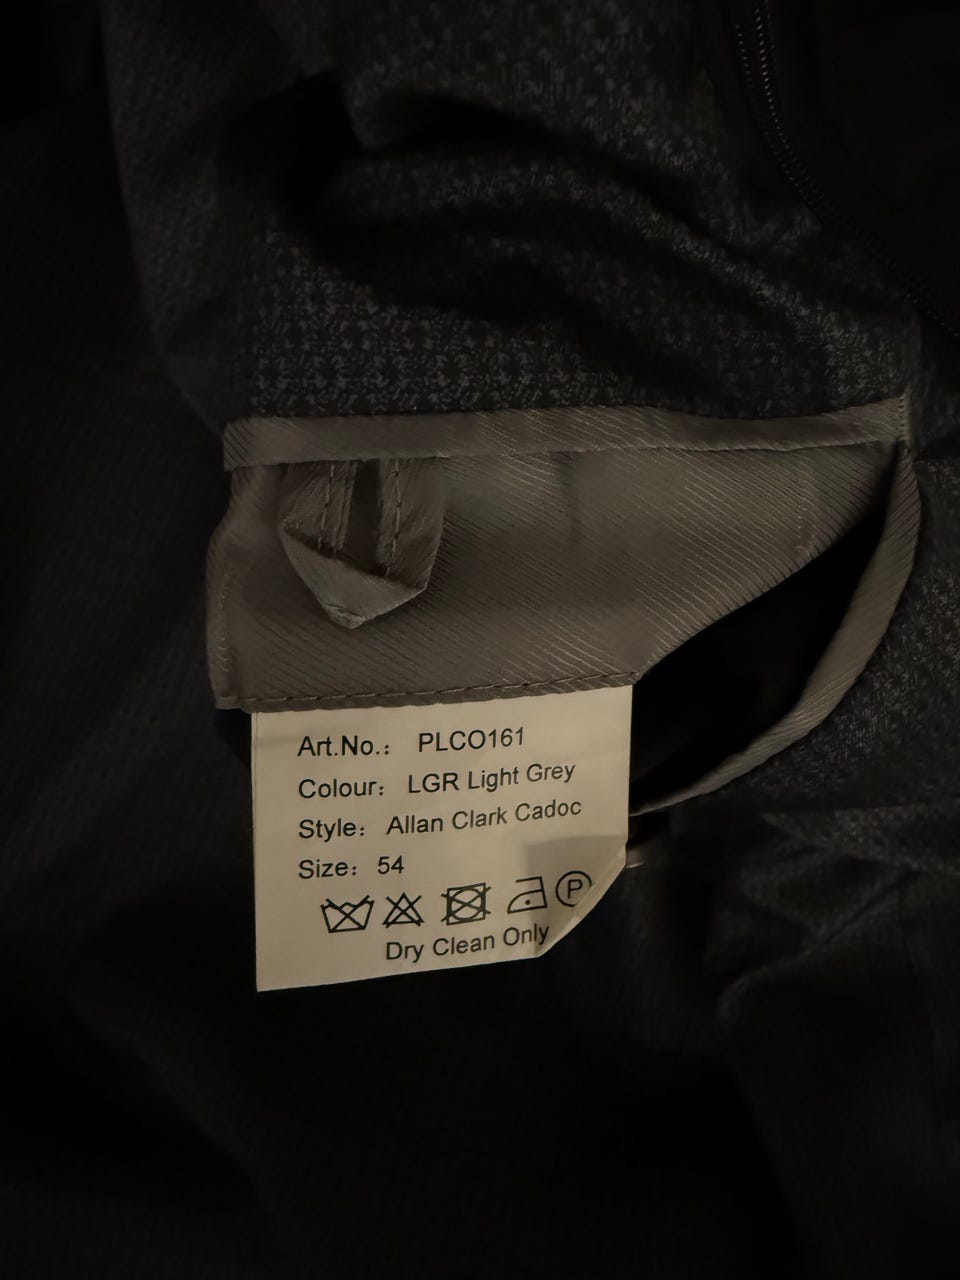 Art.No.: PLCO161
Colour: LGR Light Grey
Style: Allan Clark Cadoc
Size: 54
P
Dry Clean Only